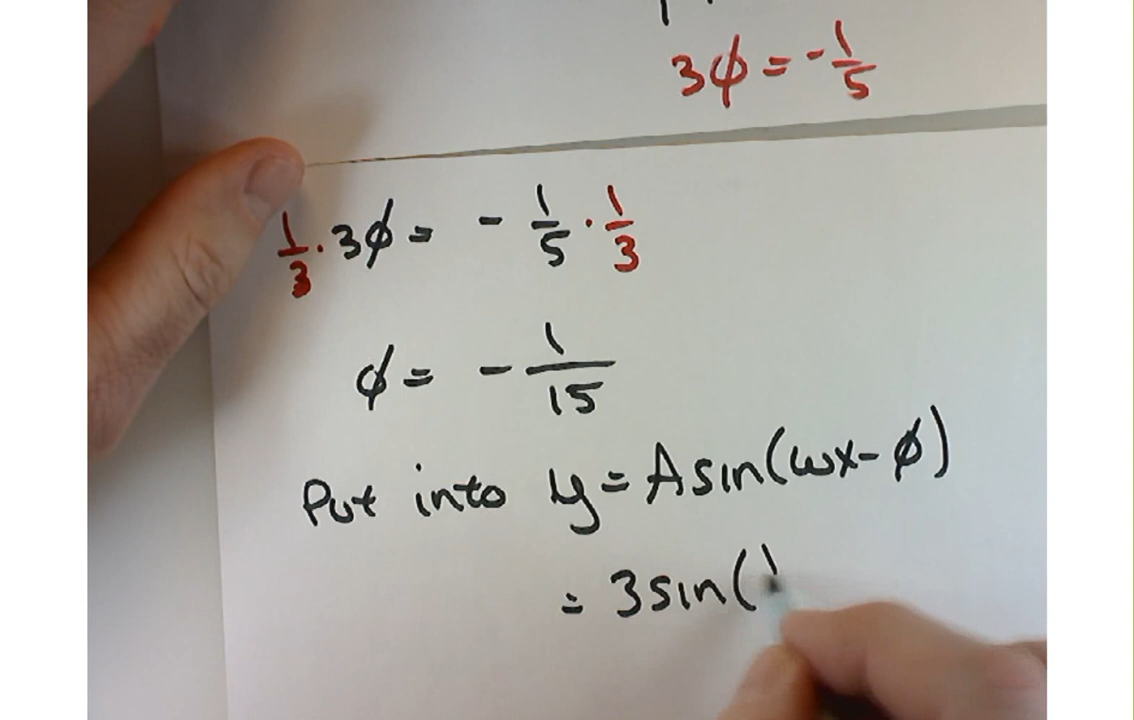 3φ = -1/5
1/3 · 3φ = - 1/5 · 1/3
φ = - 1/15
Put into y = A sin(ωx - φ)
= 3 sin(